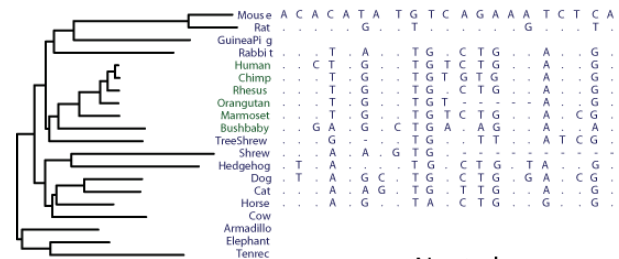 Mouse A C A C A T A T G T C A G A A A T C T C A
Rat . . . . . G . . T . . . . . . G . . . T .
GuineaPig
Rabbit . . . T . A . . T G . C T G . . A . . G .
Human . . C T . G . . T G T C T G . . A . . G .
Chimp . . . T . G . . T G T G T G . . A . . G .
Rhesus . . . T . G . . T G . C T G . . A . . G .
Orangutan . . . T . G . . T G T - - - - - A . . G .
Marmoset . . . T . G . . T G T C T G . . A . C G .
Bushbaby . . G A . G . C T G A . A G . . A . . A .
TreeShrew . . . G . - . . T G . . T T . . A T C G .
Shrew . . . A . A . G T G - - - - - - - - - - -
Hedgehog . T . A . . . . T G . C T G . T A . . G .
Dog . T . A . G C . T G . C T G . G A . C G .
Cat . . . A . A G . T G . T T G . . A . . G .
Horse . . . A . G . . T A . C T G . . G . . G .
Cow
Armadillo
Elephant
Tenrec